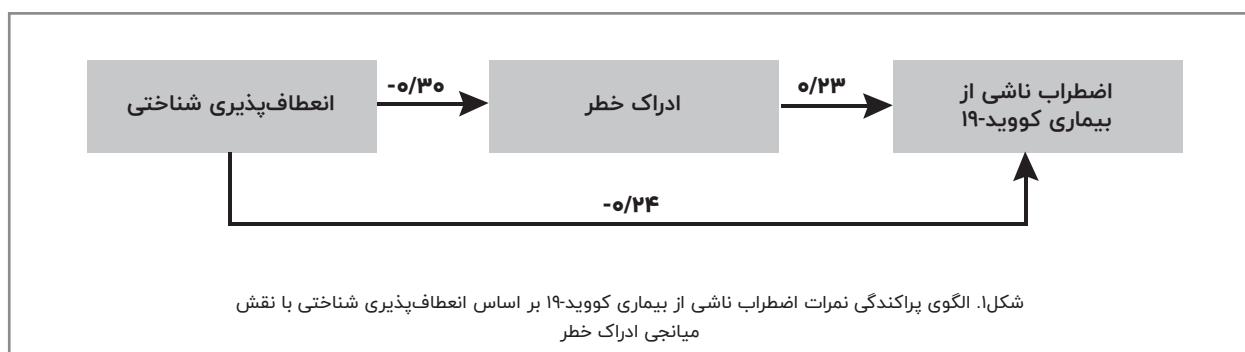 انعطاف‌پذیری شناختی
-۰/۳۰
ادراک خطر
۰/۲۳
اضطراب ناشی از
بیماری کووید-۱۹
-۰/۲۴
شکل۱. الگوی پراکندگی نمرات اضطراب ناشی از بیماری کووید-۱۹ بر اساس انعطاف‌پذیری شناختی با نقش
میانجی ادراک خطر